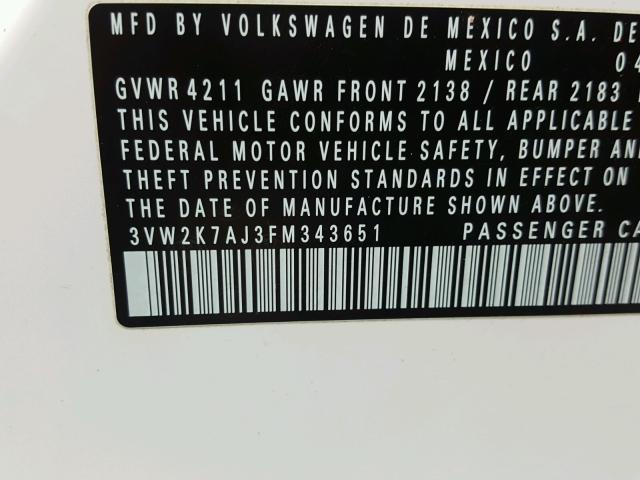 MFD BY VOLKSWAGEN DE MEXICO S.A. DE
MEXICO 04
GVWR 4211 GAWR FRONT 2138 / REAR 2183
THIS VEHICLE CONFORMS TO ALL APPLICABLE
FEDERAL MOTOR VEHICLE SAFETY, BUMPER AN
THEFT PREVENTION STANDARDS IN EFFECT ON
THE DATE OF MANUFACTURE SHOWN ABOVE.
3VW2K7AJ3FM343651 PASSENGER CA